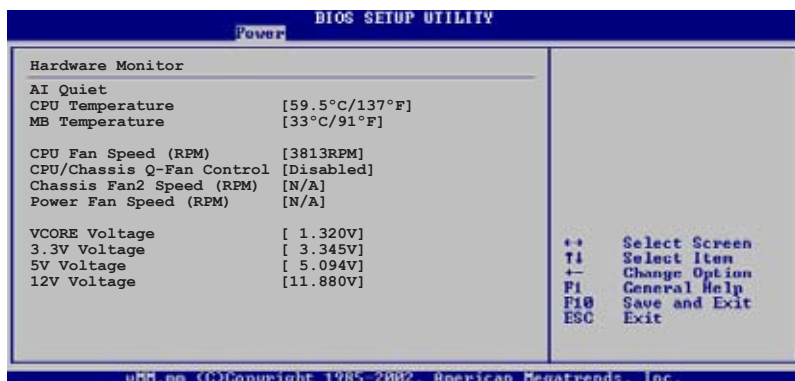 BIOS SETUP UTILITY
Power
Hardware Monitor
AI Quiet
CPU Temperature [59.5°C/137°F]
MB Temperature [33°C/91°F]
CPU Fan Speed (RPM) [3813RPM]
CPU/Chassis Q-Fan Control [Disabled]
Chassis Fan2 Speed (RPM) [N/A]
Power Fan Speed (RPM) [N/A]
VCORE Voltage [ 1.320V]
3.3V Voltage [ 3.345V]
5V Voltage [ 5.094V]
12V Voltage [11.880V]
←→ Select Screen
↑↓ Select Item
+- Change Option
F1 General Help
F10 Save and Exit
ESC Exit
(C)Copyright 1985-2002, American Megatrends, Inc.